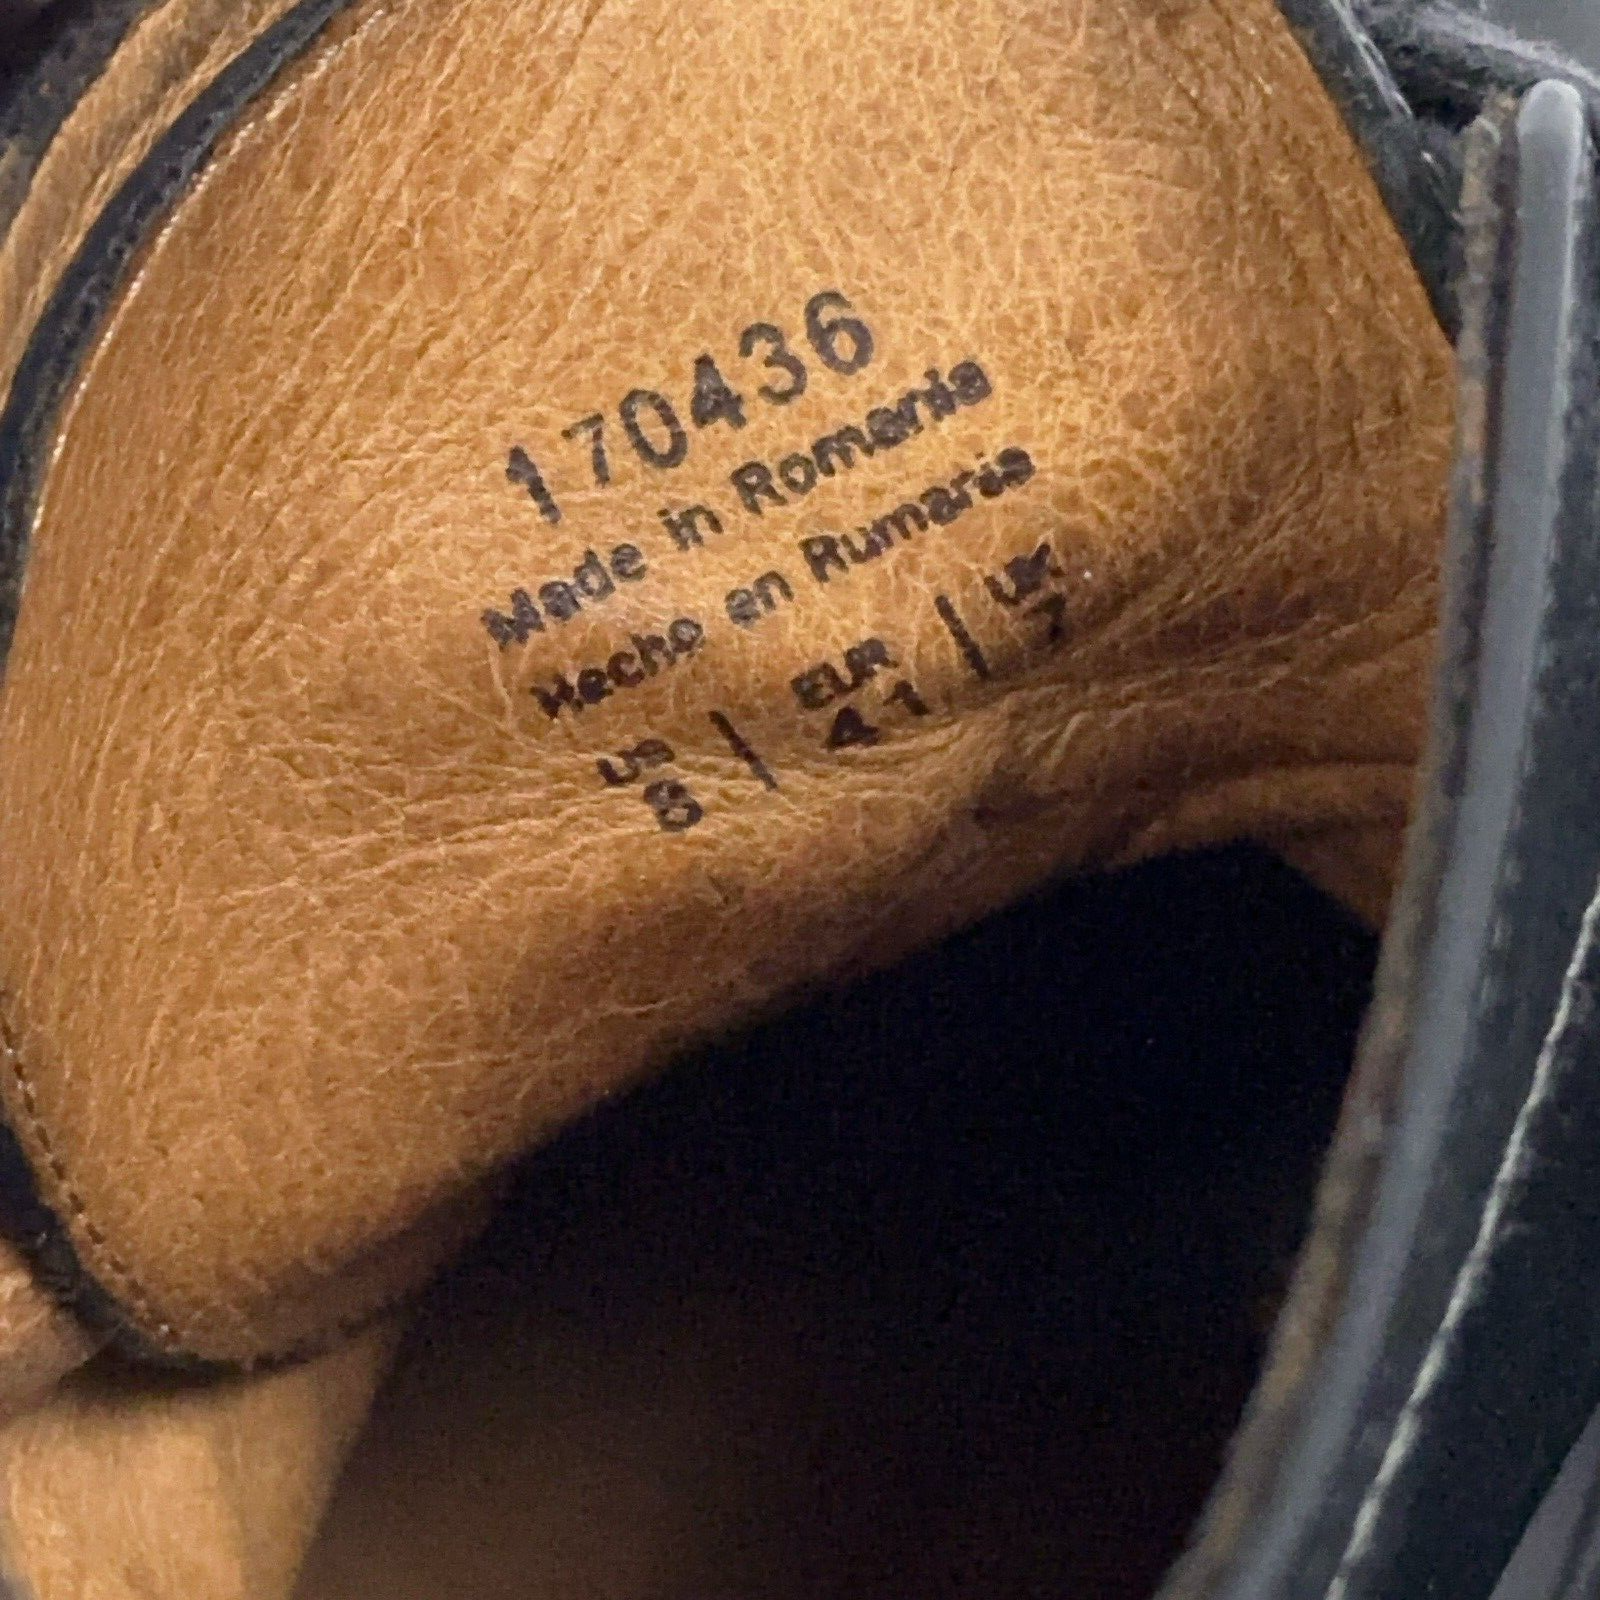 170436
Made in Romania
Hecho en Rumania
US | EUR | UK
8 41 7